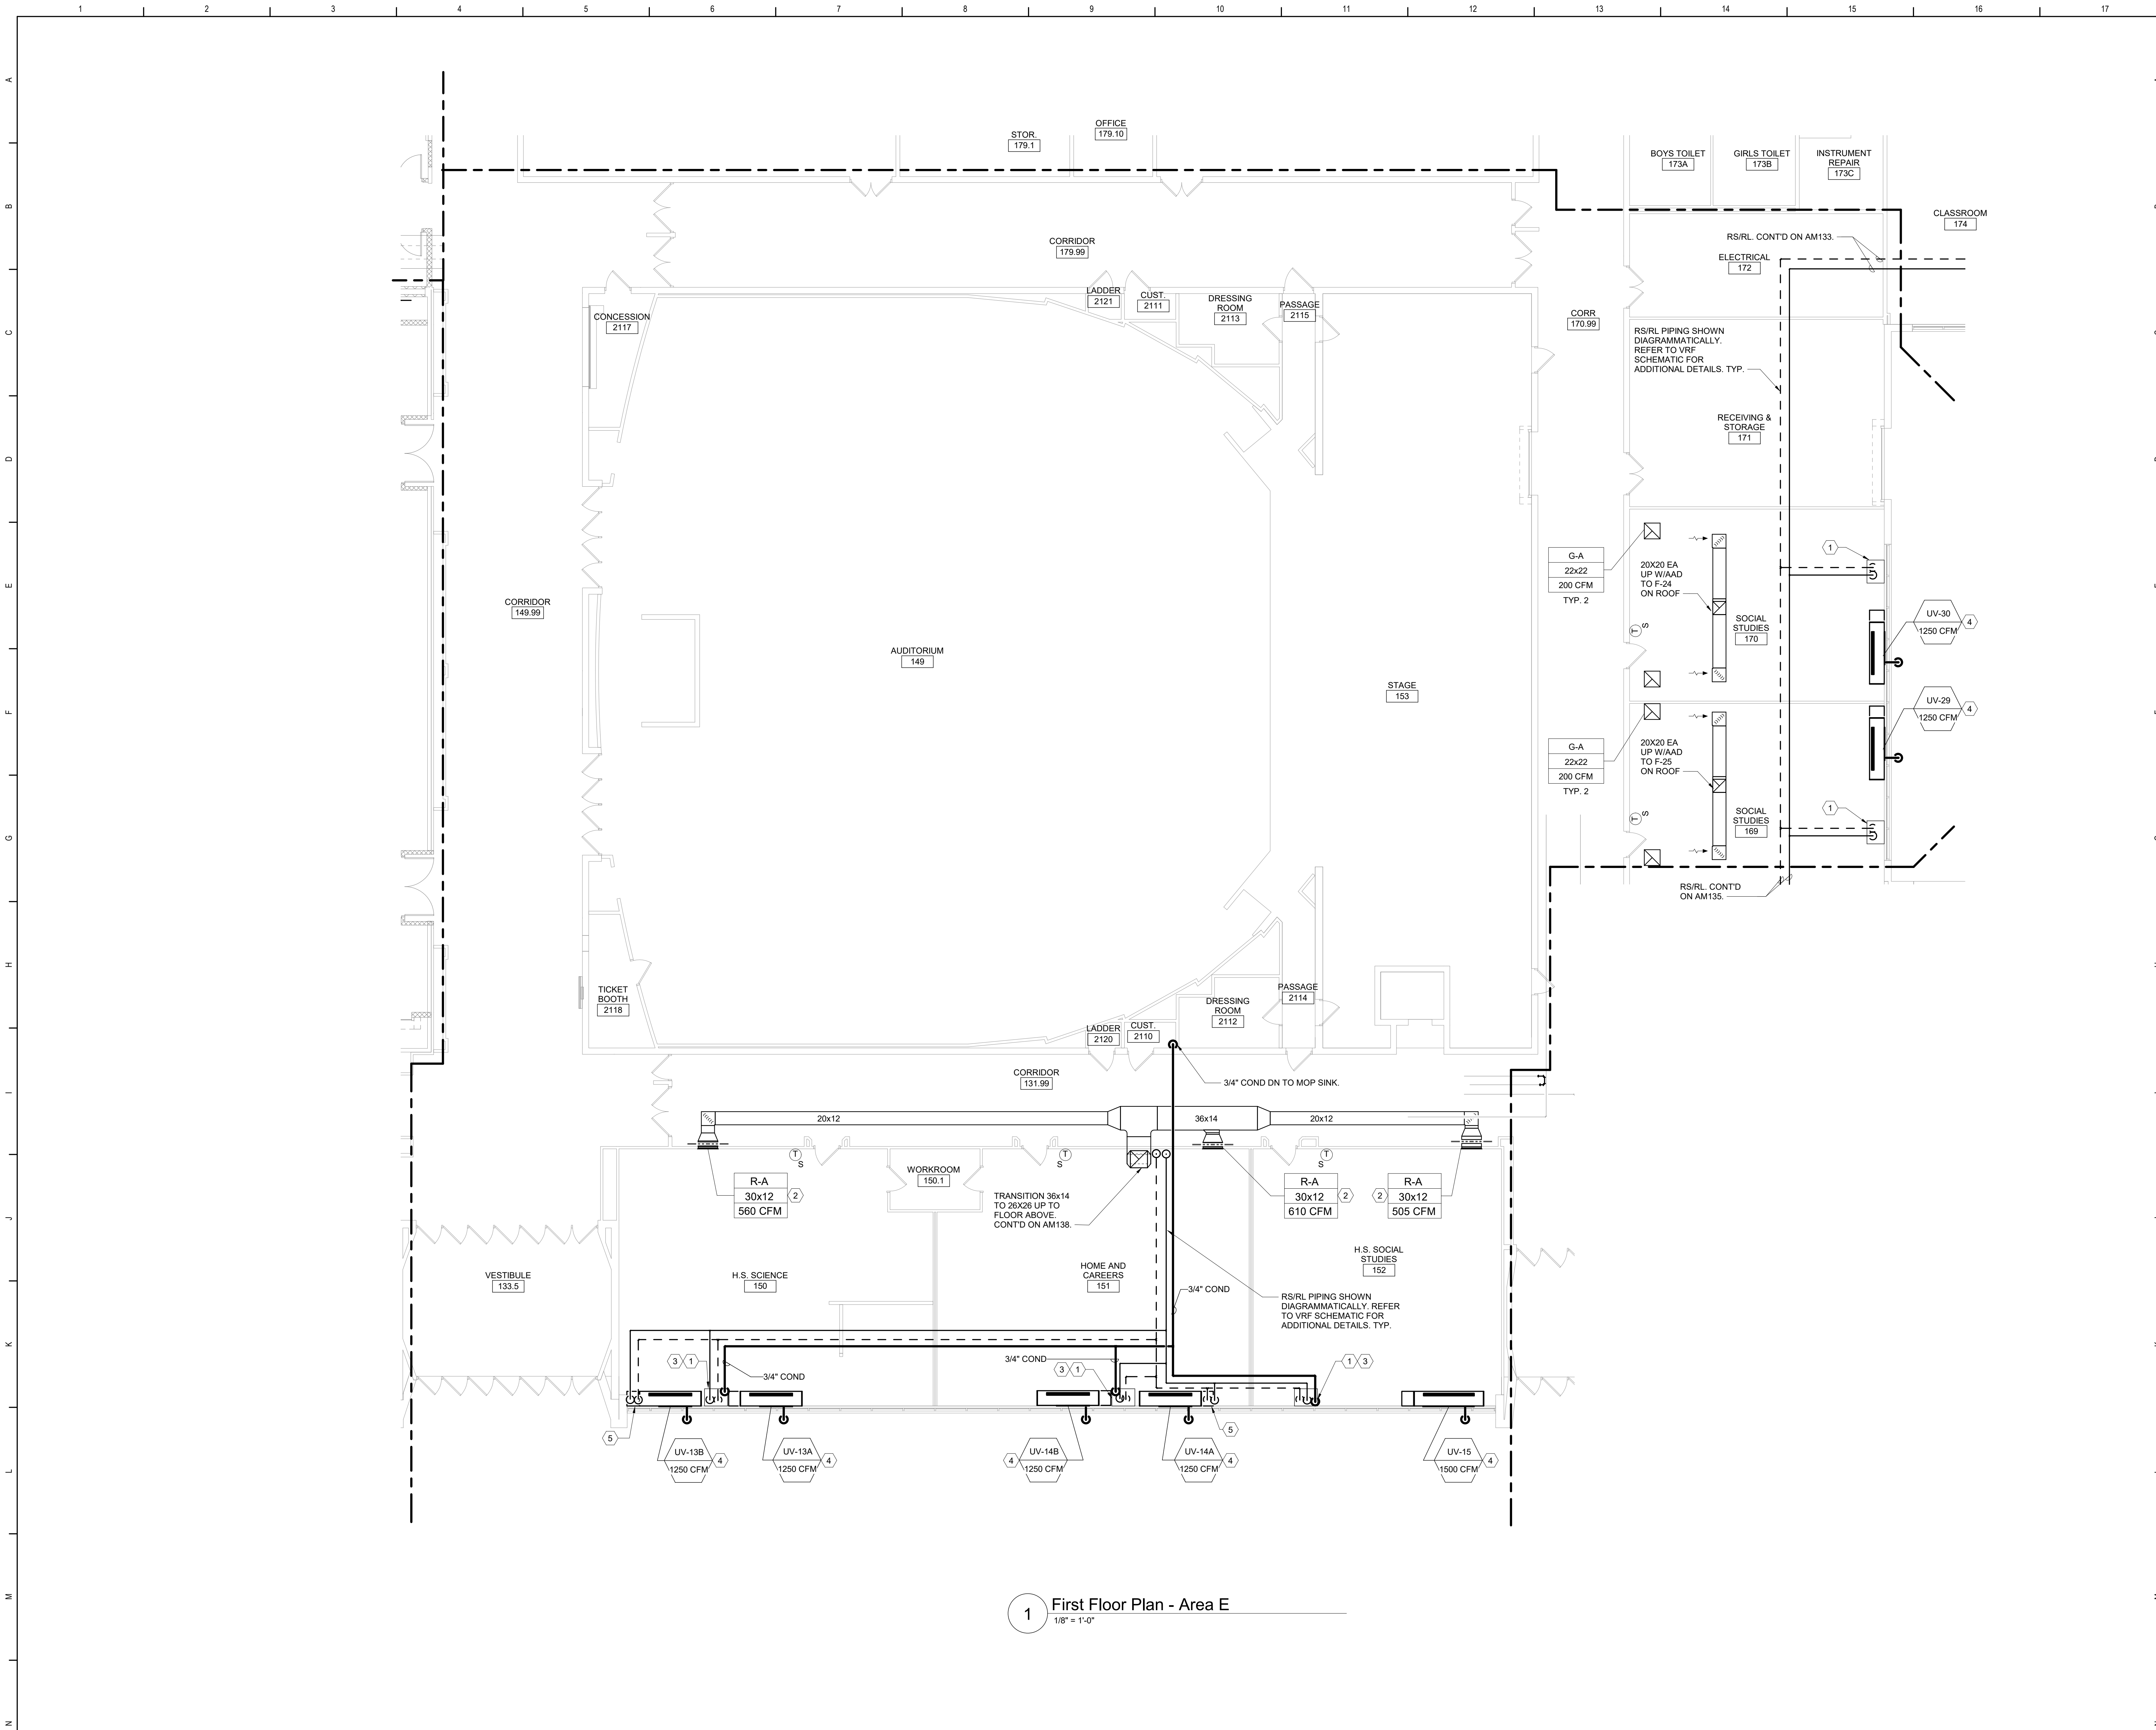 1 2 3 4 5 6 7 8 9 10 11 12 13 14 15 16 17
A
B
C
D
E
F
G
H
I
J
K
L
M
N
STOR.
179.1
OFFICE
179.10
BOYS TOILET
173A
GIRLS TOILET
173B
INSTRUMENT
REPAIR
173C
CLASSROOM
174
RS/RL. CONT'D ON AM133.
CORRIDOR
179.99
ELECTRICAL
172
LADDER
2121
CUST.
2111
DRESSING
ROOM
2113
PASSAGE
2115
CONCESSION
2117
CORR
170.99
RS/RL PIPING SHOWN
DIAGRAMMATICALLY.
REFER TO VRF
SCHEMATIC FOR
ADDITIONAL DETAILS. TYP.
RECEIVING &
STORAGE
171
G-A
22x22
200 CFM
TYP. 2
20X20 EA
UP W/AAD
TO F-24
ON ROOF
1
T S
SOCIAL
STUDIES
170
UV-30
1250 CFM
4
CORRIDOR
149.99
AUDITORIUM
149
STAGE
153
UV-29
1250 CFM
4
G-A
22x22
200 CFM
TYP. 2
20X20 EA
UP W/AAD
TO F-25
ON ROOF
T S
SOCIAL
STUDIES
169
1
RS/RL. CONT'D
ON AM135.
TICKET
BOOTH
2118
LADDER
2120
CUST.
2110
DRESSING
ROOM
2112
PASSAGE
2114
CORRIDOR
131.99
3/4" COND DN TO MOP SINK.
20x12
36x14
20x12
T
S
T
S
T
S
WORKROOM
150.1
R-A
30x12
560 CFM
2
TRANSITION 36x14
TO 26X26 UP TO
FLOOR ABOVE.
CONT'D ON AM138.
R-A
30x12
610 CFM
2
2
R-A
30x12
505 CFM
VESTIBULE
133.5
H.S. SCIENCE
150
HOME AND
CAREERS
151
H.S. SOCIAL
STUDIES
152
3/4" COND
RS/RL PIPING SHOWN
DIAGRAMMATICALLY. REFER
TO VRF SCHEMATIC FOR
ADDITIONAL DETAILS. TYP.
3 1
3/4" COND
3/4" COND
3 1
1 3
5
UV-13B
1250 CFM
4
UV-13A
1250 CFM
4
4
UV-14B
1250 CFM
UV-14A
1250 CFM
4
5
UV-15
1500 CFM
4
1
First Floor Plan - Area E
1/8" = 1'-0"